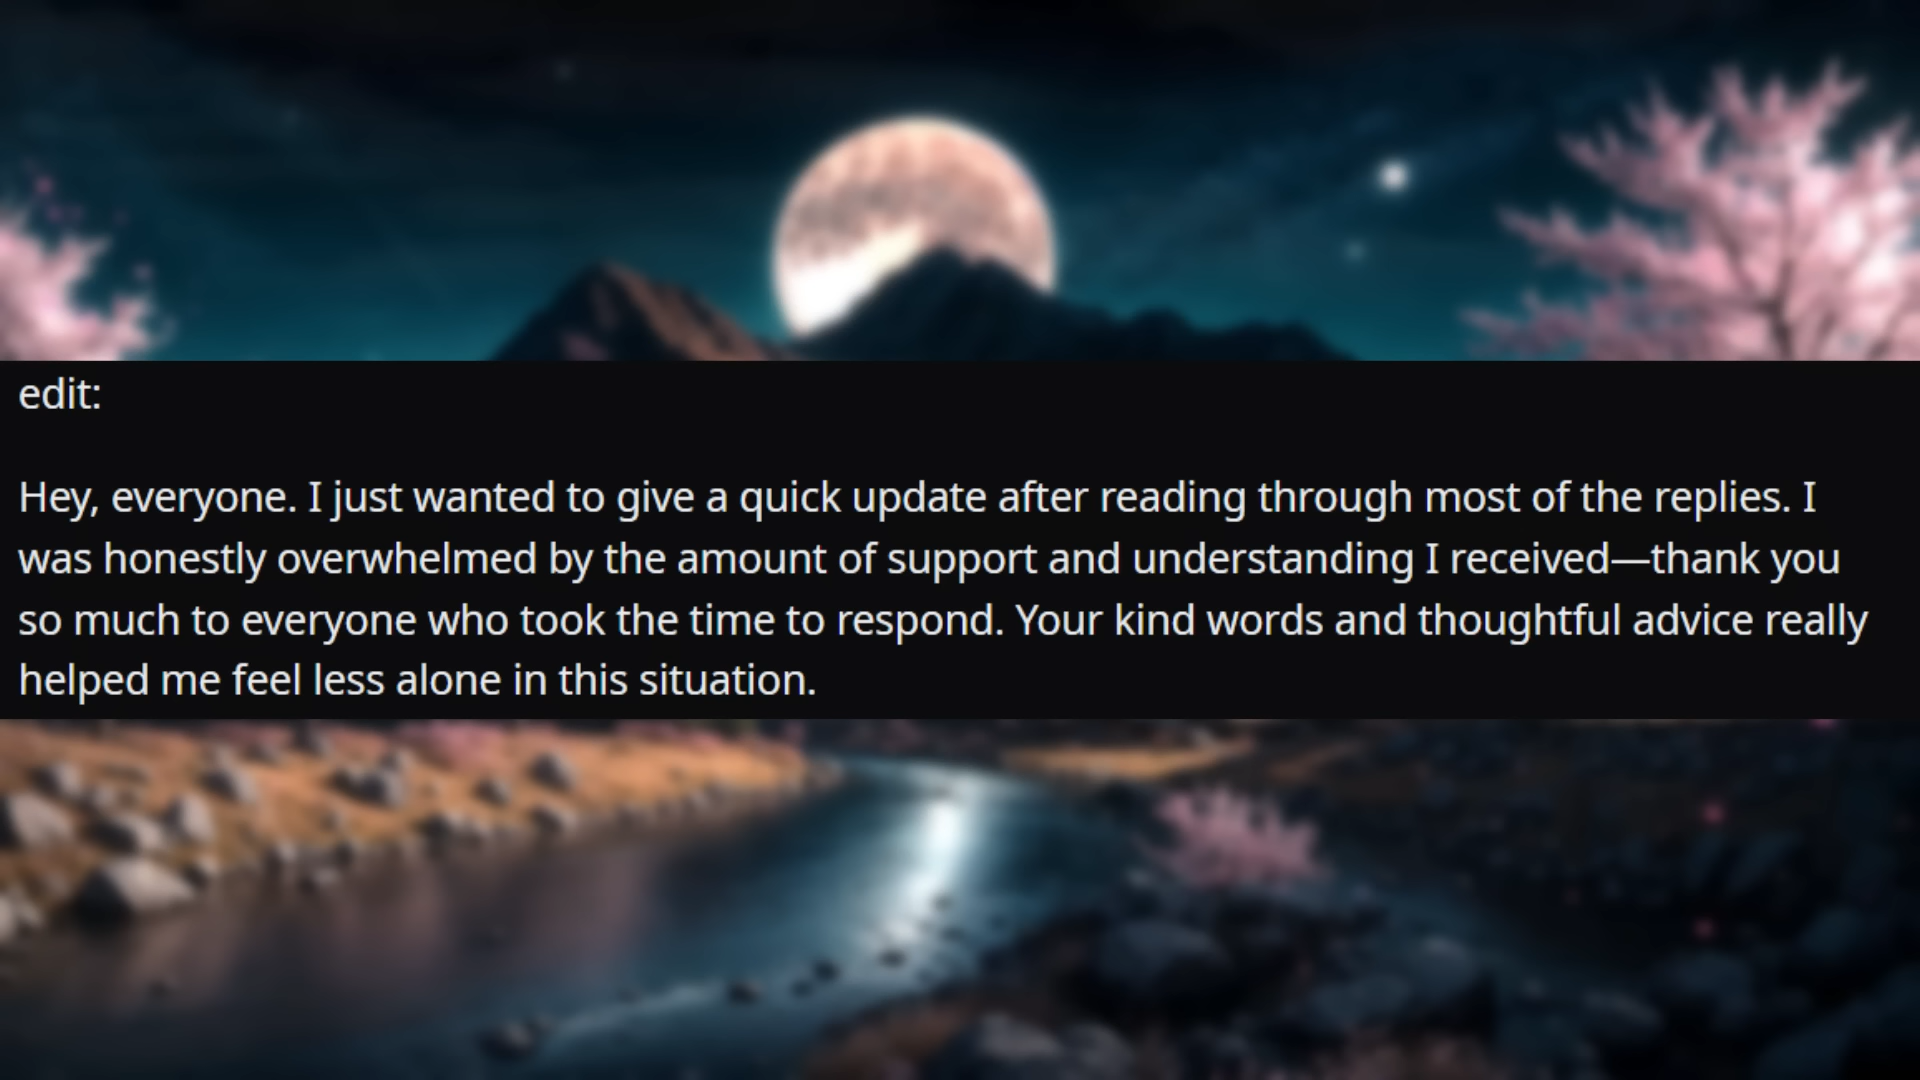 edit:
Hey, everyone. I just wanted to give a quick update after reading through most of the replies. I
was honestly overwhelmed by the amount of support and understanding I received—thank you
so much to everyone who took the time to respond. Your kind words and thoughtful advice really
helped me feel less alone in this situation.